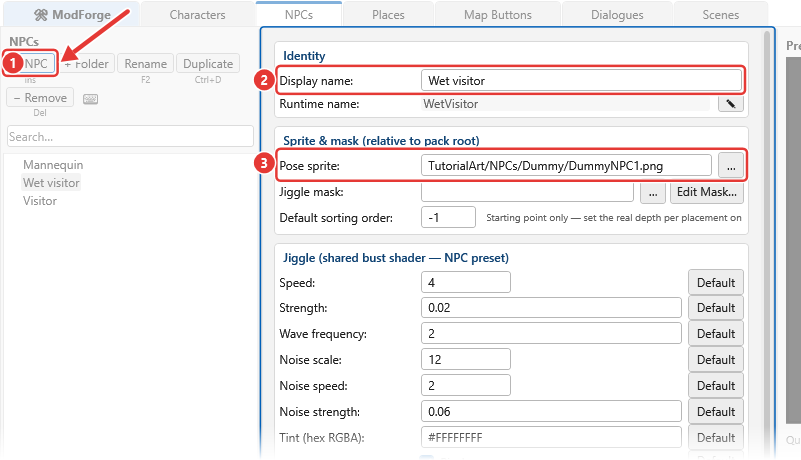 ModForge Characters NPCs Places Map Buttons Dialogues Scenes
NPCs
1 NPC + Folder Rename Duplicate
Ins F2 Ctrl+D
− Remove
Del
Search...
Mannequin
Wet visitor
Visitor
Identity
2 Display name: Wet visitor
Runtime name: WetVisitor
Sprite & mask (relative to pack root)
3 Pose sprite: TutorialArt/NPCs/Dummy/DummyNPC1.png ...
Jiggle mask: ... Edit Mask...
Default sorting order: -1 Starting point only — set the real depth per placement on
Jiggle (shared bust shader — NPC preset)
Speed: 4 Default
Strength: 0.02 Default
Wave frequency: 2 Default
Noise scale: 12 Default
Noise speed: 2 Default
Noise strength: 0.06 Default
Tint (hex RGBA): #FFFFFFFF Default